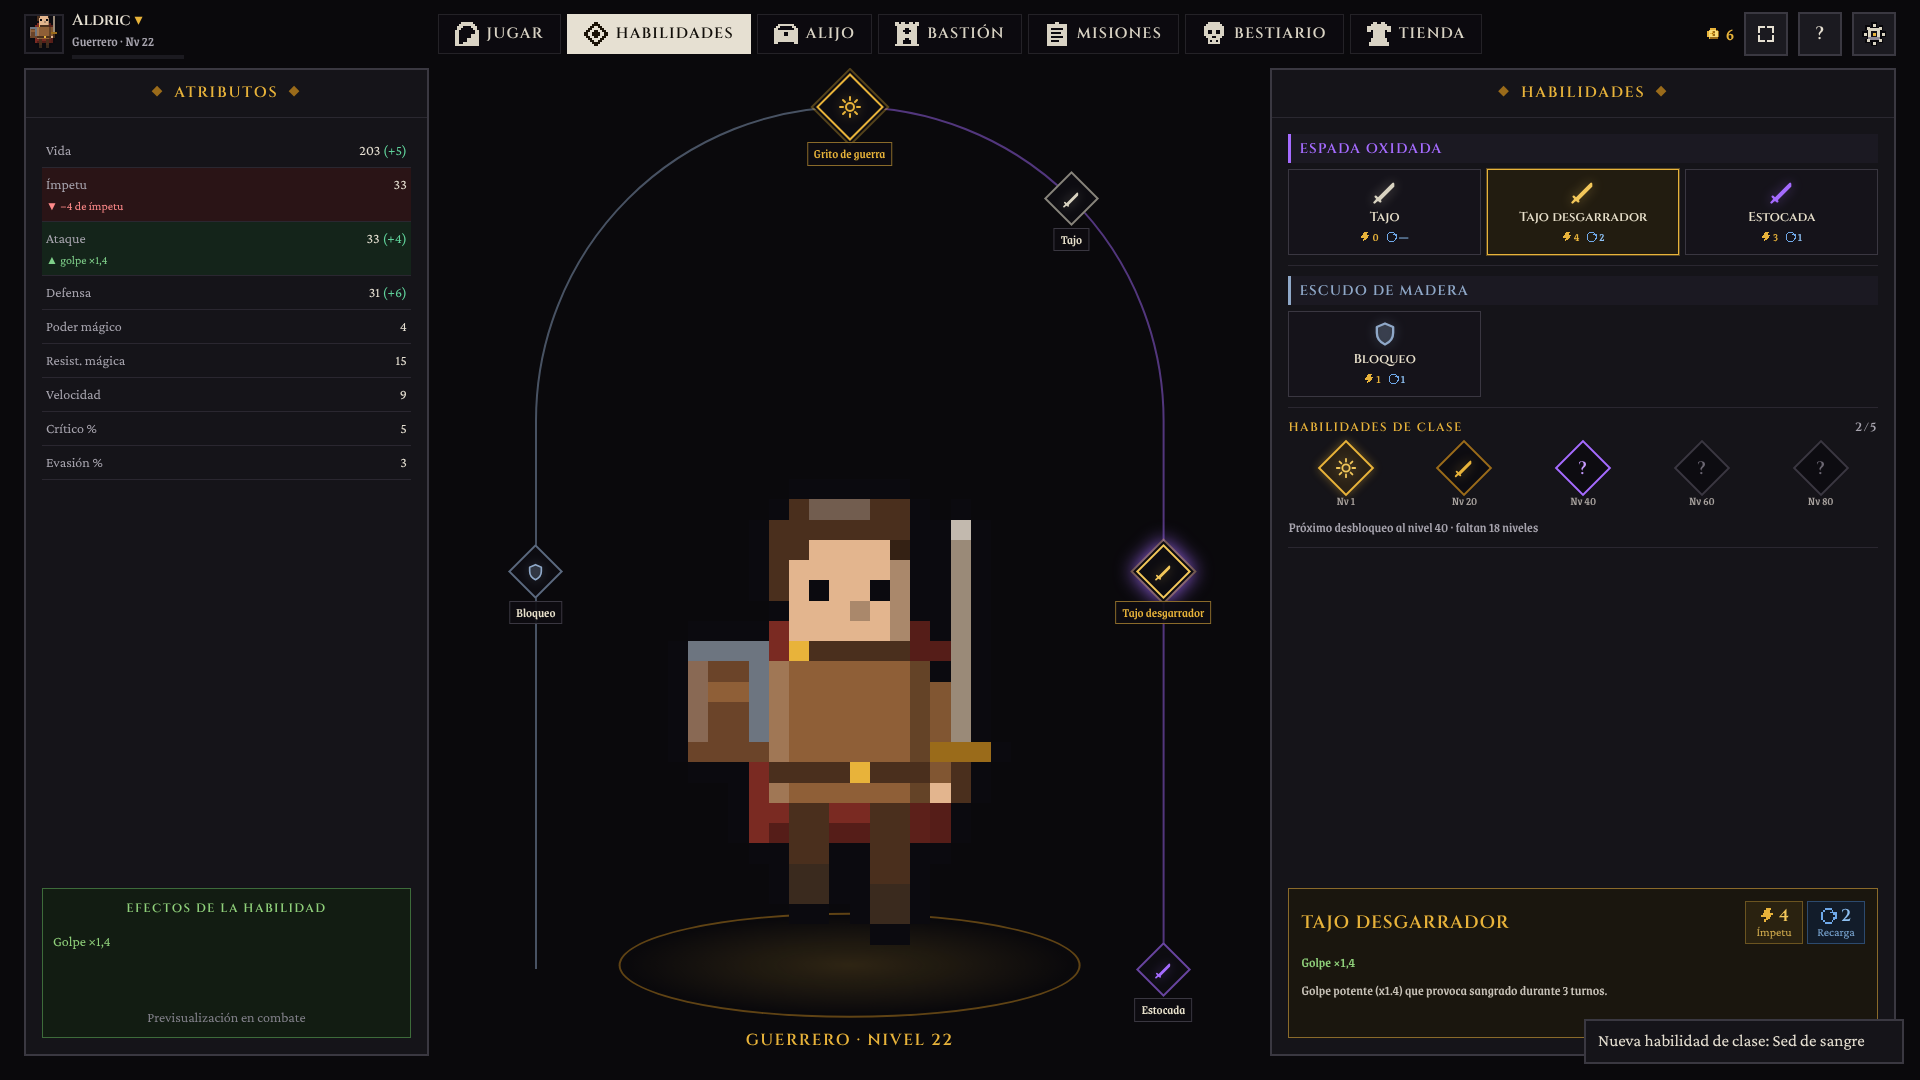 ALDRIC ▼
Guerrero · Nv 22
JUGAR
HABILIDADES
ALIJO
BASTIÓN
MISIONES
BESTIARIO
TIENDA
6
?
ATRIBUTOS
Vida 203 (+5)
Ímpetu 33
▼ −4 de ímpetu
Ataque 33 (+4)
▲ golpe ×1,4
Defensa 31 (+6)
Poder mágico 4
Resist. mágica 15
Velocidad 9
Crítico % 5
Evasión % 3
EFECTOS DE LA HABILIDAD
Golpe ×1,4
Previsualización en combate
Grito de guerra
Tajo
Bloqueo
Tajo desgarrador
Estocada
GUERRERO · NIVEL 22
HABILIDADES
ESPADA OXIDADA
TAJO
0 —
TAJO DESGARRADOR
4 2
ESTOCADA
3 1
ESCUDO DE MADERA
BLOQUEO
1 1
HABILIDADES DE CLASE 2/5
? ? ?
Nv 1 Nv 20 Nv 40 Nv 60 Nv 80
Próximo desbloqueo al nivel 40 · faltan 18 niveles
TAJO DESGARRADOR
4 Ímpetu
2 Recarga
Golpe ×1,4
Golpe potente (x1.4) que provoca sangrado durante 3 turnos.
Nueva habilidad de clase: Sed de sangre